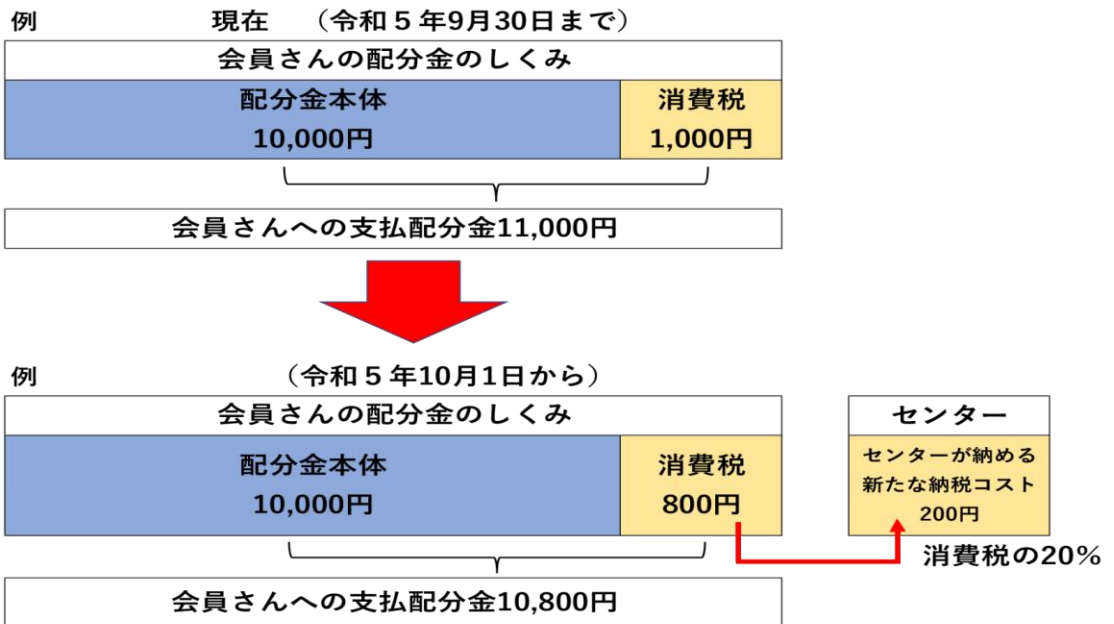 例 現在 （令和５年9月30日まで）
会員さんの配分金のしくみ
配分金本体 消費税
10,000円 1,000円
会員さんへの支払配分金11,000円
例 （令和５年10月1日から）
会員さんの配分金のしくみ
配分金本体 消費税
10,000円 800円
センター
センターが納める
新たな納税コスト
200円
消費税の20%
会員さんへの支払配分金10,800円